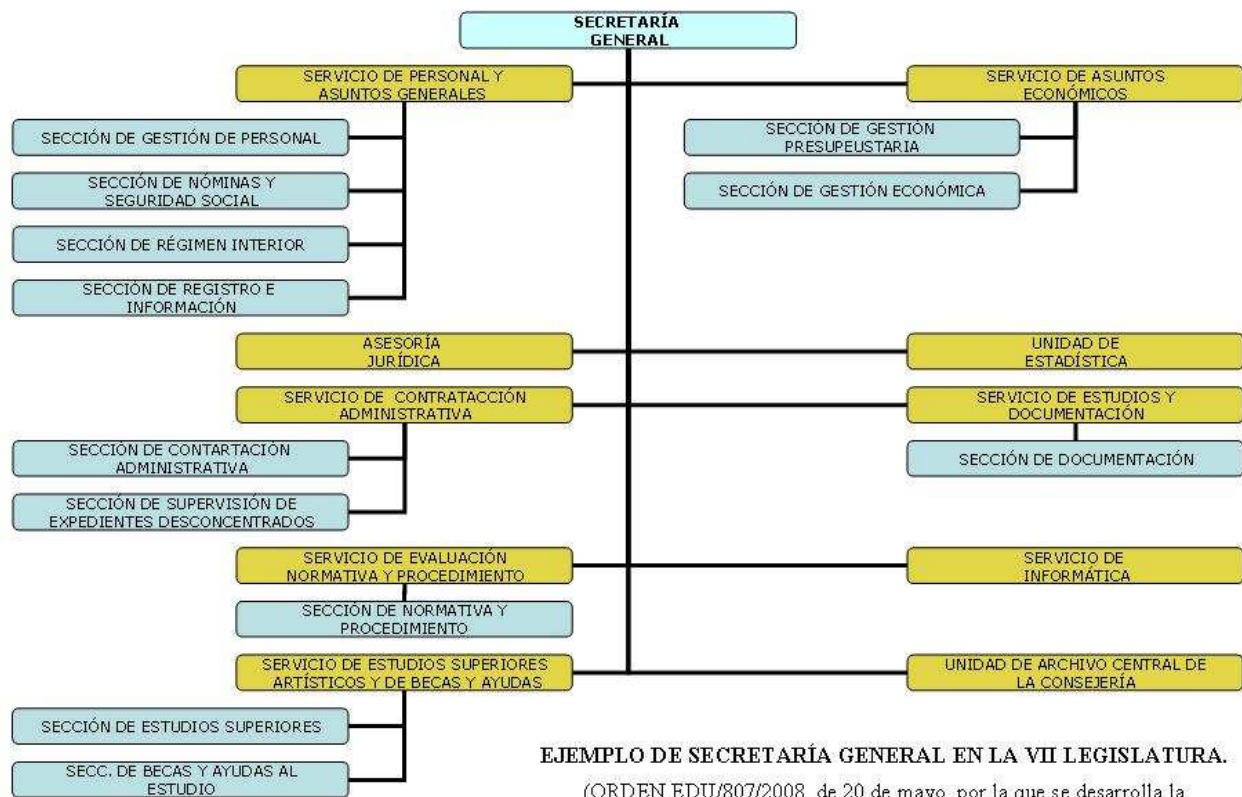 SECRETARÍA
GENERAL
SERVICIO DE PERSONAL Y
ASUNTOS GENERALES
SERVICIO DE ASUNTOS
ECONÓMICOS
SECCIÓN DE GESTIÓN DE PERSONAL
SECCIÓN DE NÓMINAS Y
SEGURIDAD SOCIAL
SECCIÓN DE RÉGIMEN INTERIOR
SECCIÓN DE REGISTRO E
INFORMACIÓN
SECCIÓN DE GESTIÓN
PRESUPEUSTARIA
SECCIÓN DE GESTIÓN ECONÓMICA
ASESORÍA
JURÍDICA
UNIDAD DE
ESTADÍSTICA
SERVICIO DE CONTRATACCIÓN
ADMINISTRATIVA
SERVICIO DE ESTUDIOS Y
DOCUMENTACIÓN
SECCIÓN DE CONTARTACIÓN
ADMINISTRATIVA
SECCIÓN DE SUPERVISIÓN DE
EXPEDIENTES DESCONCENTRADOS
SECCIÓN DE DOCUMENTACIÓN
SERVICIO DE EVALUACIÓN
NORMATIVA Y PROCEDIMIENTO
SERVICIO DE
INFORMÁTICA
SECCIÓN DE NORMATIVA Y
PROCEDIMIENTO
SERVICIO DE ESTUDIOS SUPERIORES
ARTÍSTICOS Y DE BECAS Y AYUDAS
UNIDAD DE ARCHIVO CENTRAL DE
LA CONSEJERÍA
SECCIÓN DE ESTUDIOS SUPERIORES
SECC. DE BECAS Y AYUDAS AL
ESTUDIO
EJEMPLO DE SECRETARÍA GENERAL EN LA VII LEGISLATURA.
(ORDEN EDU/807/2008, de 20 de mayo, por la que se desarrolla la